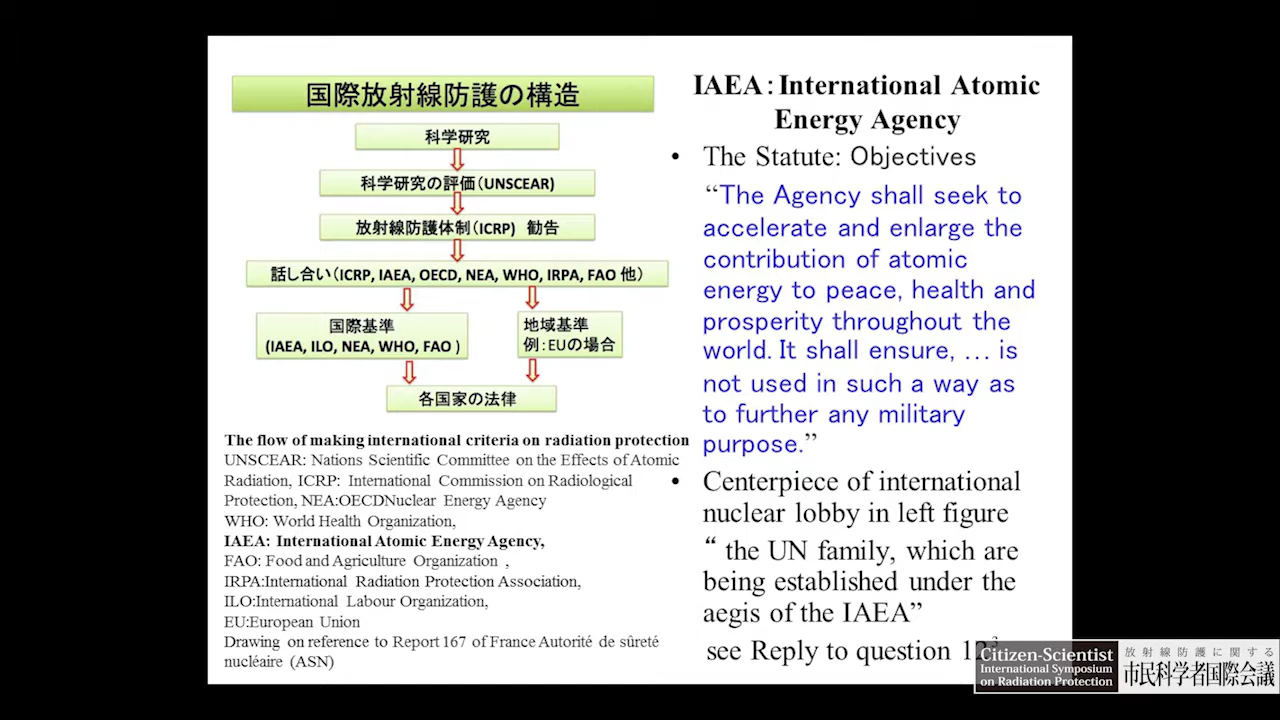 国際放射線防護の構造
科学研究
科学研究の評価（UNSCEAR)
放射線防護体制（ICRP) 勧告
話し合い（ICRP, IAEA, OECD, NEA, WHO, IRPA, FAO 他）
国際基準
(IAEA, ILO, NEA, WHO, FAO )
地域基準
例：EUの場合
各国家の法律
The flow of making international criteria on radiation protection
UNSCEAR: Nations Scientific Committee on the Effects of Atomic
Radiation, ICRP: International Commission on Radiological
Protection, NEA:OECDNuclear Energy Agency
WHO: World Health Organization,
IAEA: International Atomic Energy Agency,
FAO: Food and Agriculture Organization ,
IRPA:International Radiation Protection Association,
ILO:International Labour Organization,
EU:European Union
Drawing on reference to Report 167 of France Autorité de sûreté
nucléaire (ASN)
IAEA：International Atomic
Energy Agency
• The Statute: Objectives
“The Agency shall seek to
accelerate and enlarge the
contribution of atomic
energy to peace, health and
prosperity throughout the
world. It shall ensure, … is
not used in such a way as
to further any military
purpose.”
• Centerpiece of international
nuclear lobby in left figure
“ the UN family, which are
being established under the
aegis of the IAEA”
see Reply to question
Citizen-Scientist
International Symposium
on Radiation Protection
放射線防護に関する
市民科学者国際会議